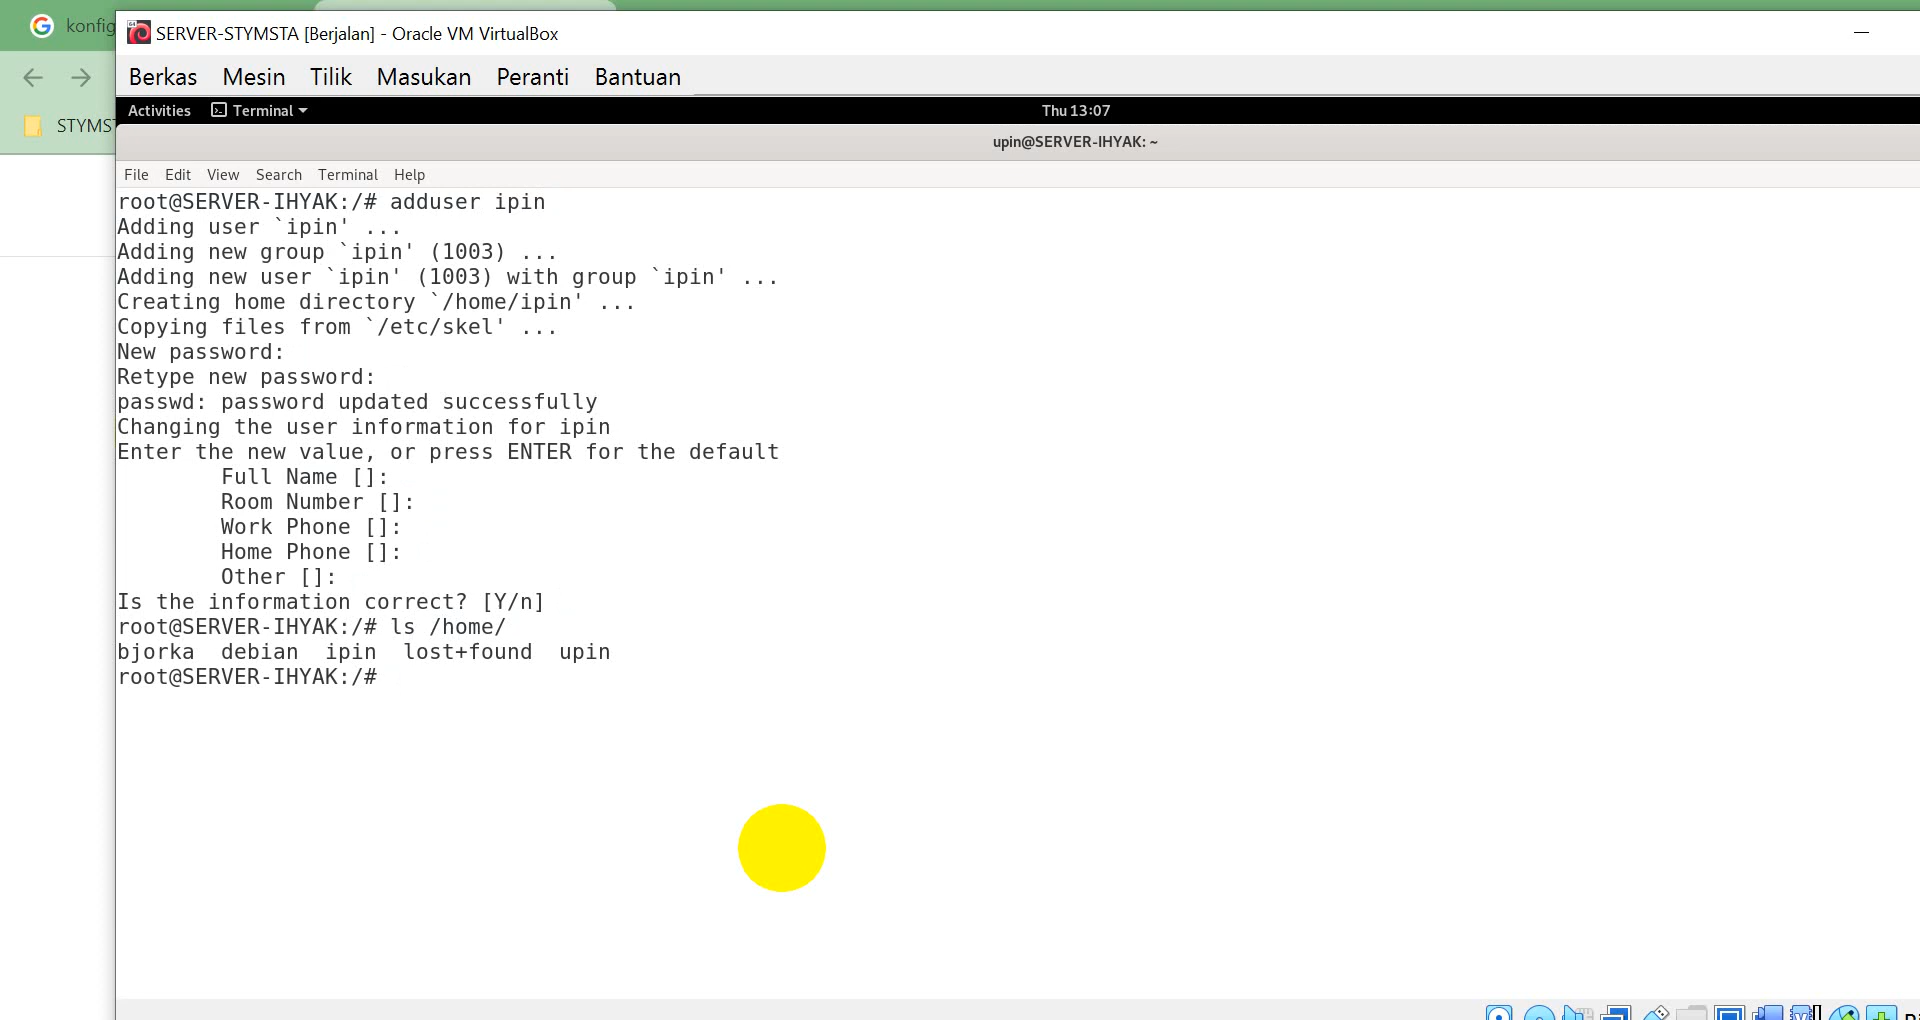 konfig
SERVER-STYMSTA [Berjalan] - Oracle VM VirtualBox
Berkas Mesin Tilik Masukan Peranti Bantuan
Activities Terminal Thu 13:07
STYMST
upin@SERVER-IHYAK: ~
File Edit View Search Terminal Help
root@SERVER-IHYAK:/# adduser ipin
Adding user `ipin' ...
Adding new group `ipin' (1003) ...
Adding new user `ipin' (1003) with group `ipin' ...
Creating home directory `/home/ipin' ...
Copying files from `/etc/skel' ...
New password:
Retype new password:
passwd: password updated successfully
Changing the user information for ipin
Enter the new value, or press ENTER for the default
Full Name []:
Room Number []:
Work Phone []:
Home Phone []:
Other []:
Is the information correct? [Y/n]
root@SERVER-IHYAK:/# ls /home/
bjorka debian ipin lost+found upin
root@SERVER-IHYAK:/#